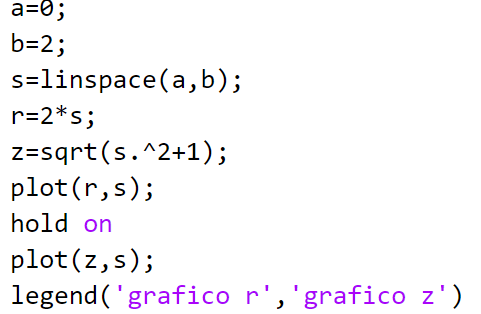 a=0;
b=2;
s=linspace(a,b);
r=2*s;
z=sqrt(s.^2+1);
plot(r,s);
hold on
plot(z,s);
legend('grafico r','grafico z')